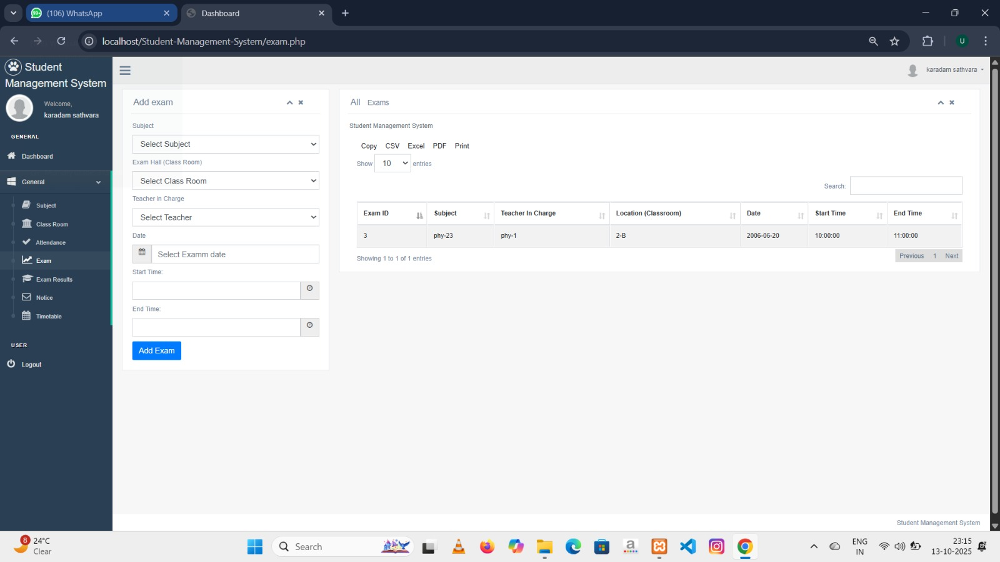 99+ (106) WhatsApp
Dashboard
localhost/Student-Management-System/exam.php
U
Student
Management System
Welcome,
karadam sathvara
GENERAL
Dashboard
General
Subject
Class Room
Attendance
Exam
Exam Results
Notice
Timetable
USER
Logout
karadam sathvara
Add exam
Subject
Select Subject
Exam Hall (Class Room)
Select Class Room
Teacher in Charge
Select Teacher
Date
Select Examm date
Start Time:
End Time:
Add Exam
All Exams
Student Management System
Copy CSV Excel PDF Print
Show 10 entries
Search:
Exam ID Subject Teacher In Charge Location (Classroom) Date Start Time End Time
3 phy-23 phy-1 2-B 2006-06-20 10:00:00 11:00:00
Showing 1 to 1 of 1 entries
Previous 1 Next
Student Management System
8
24°C
Clear
Search
a
ENG
IN
23:15
13-10-2025